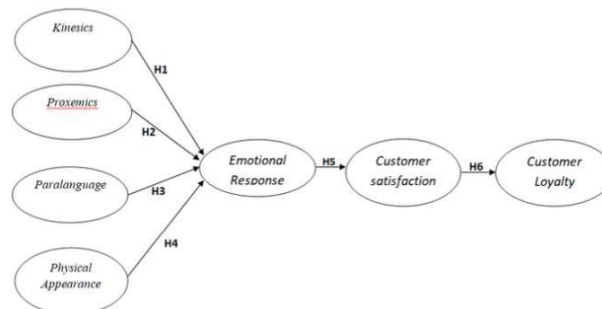 Kinesics
H1
Proxemics
H2
Emotional
Response
H5
Customer
satisfaction
H6
Customer
Loyalty
Paralanguage
H3
H4
Physical
Appearance